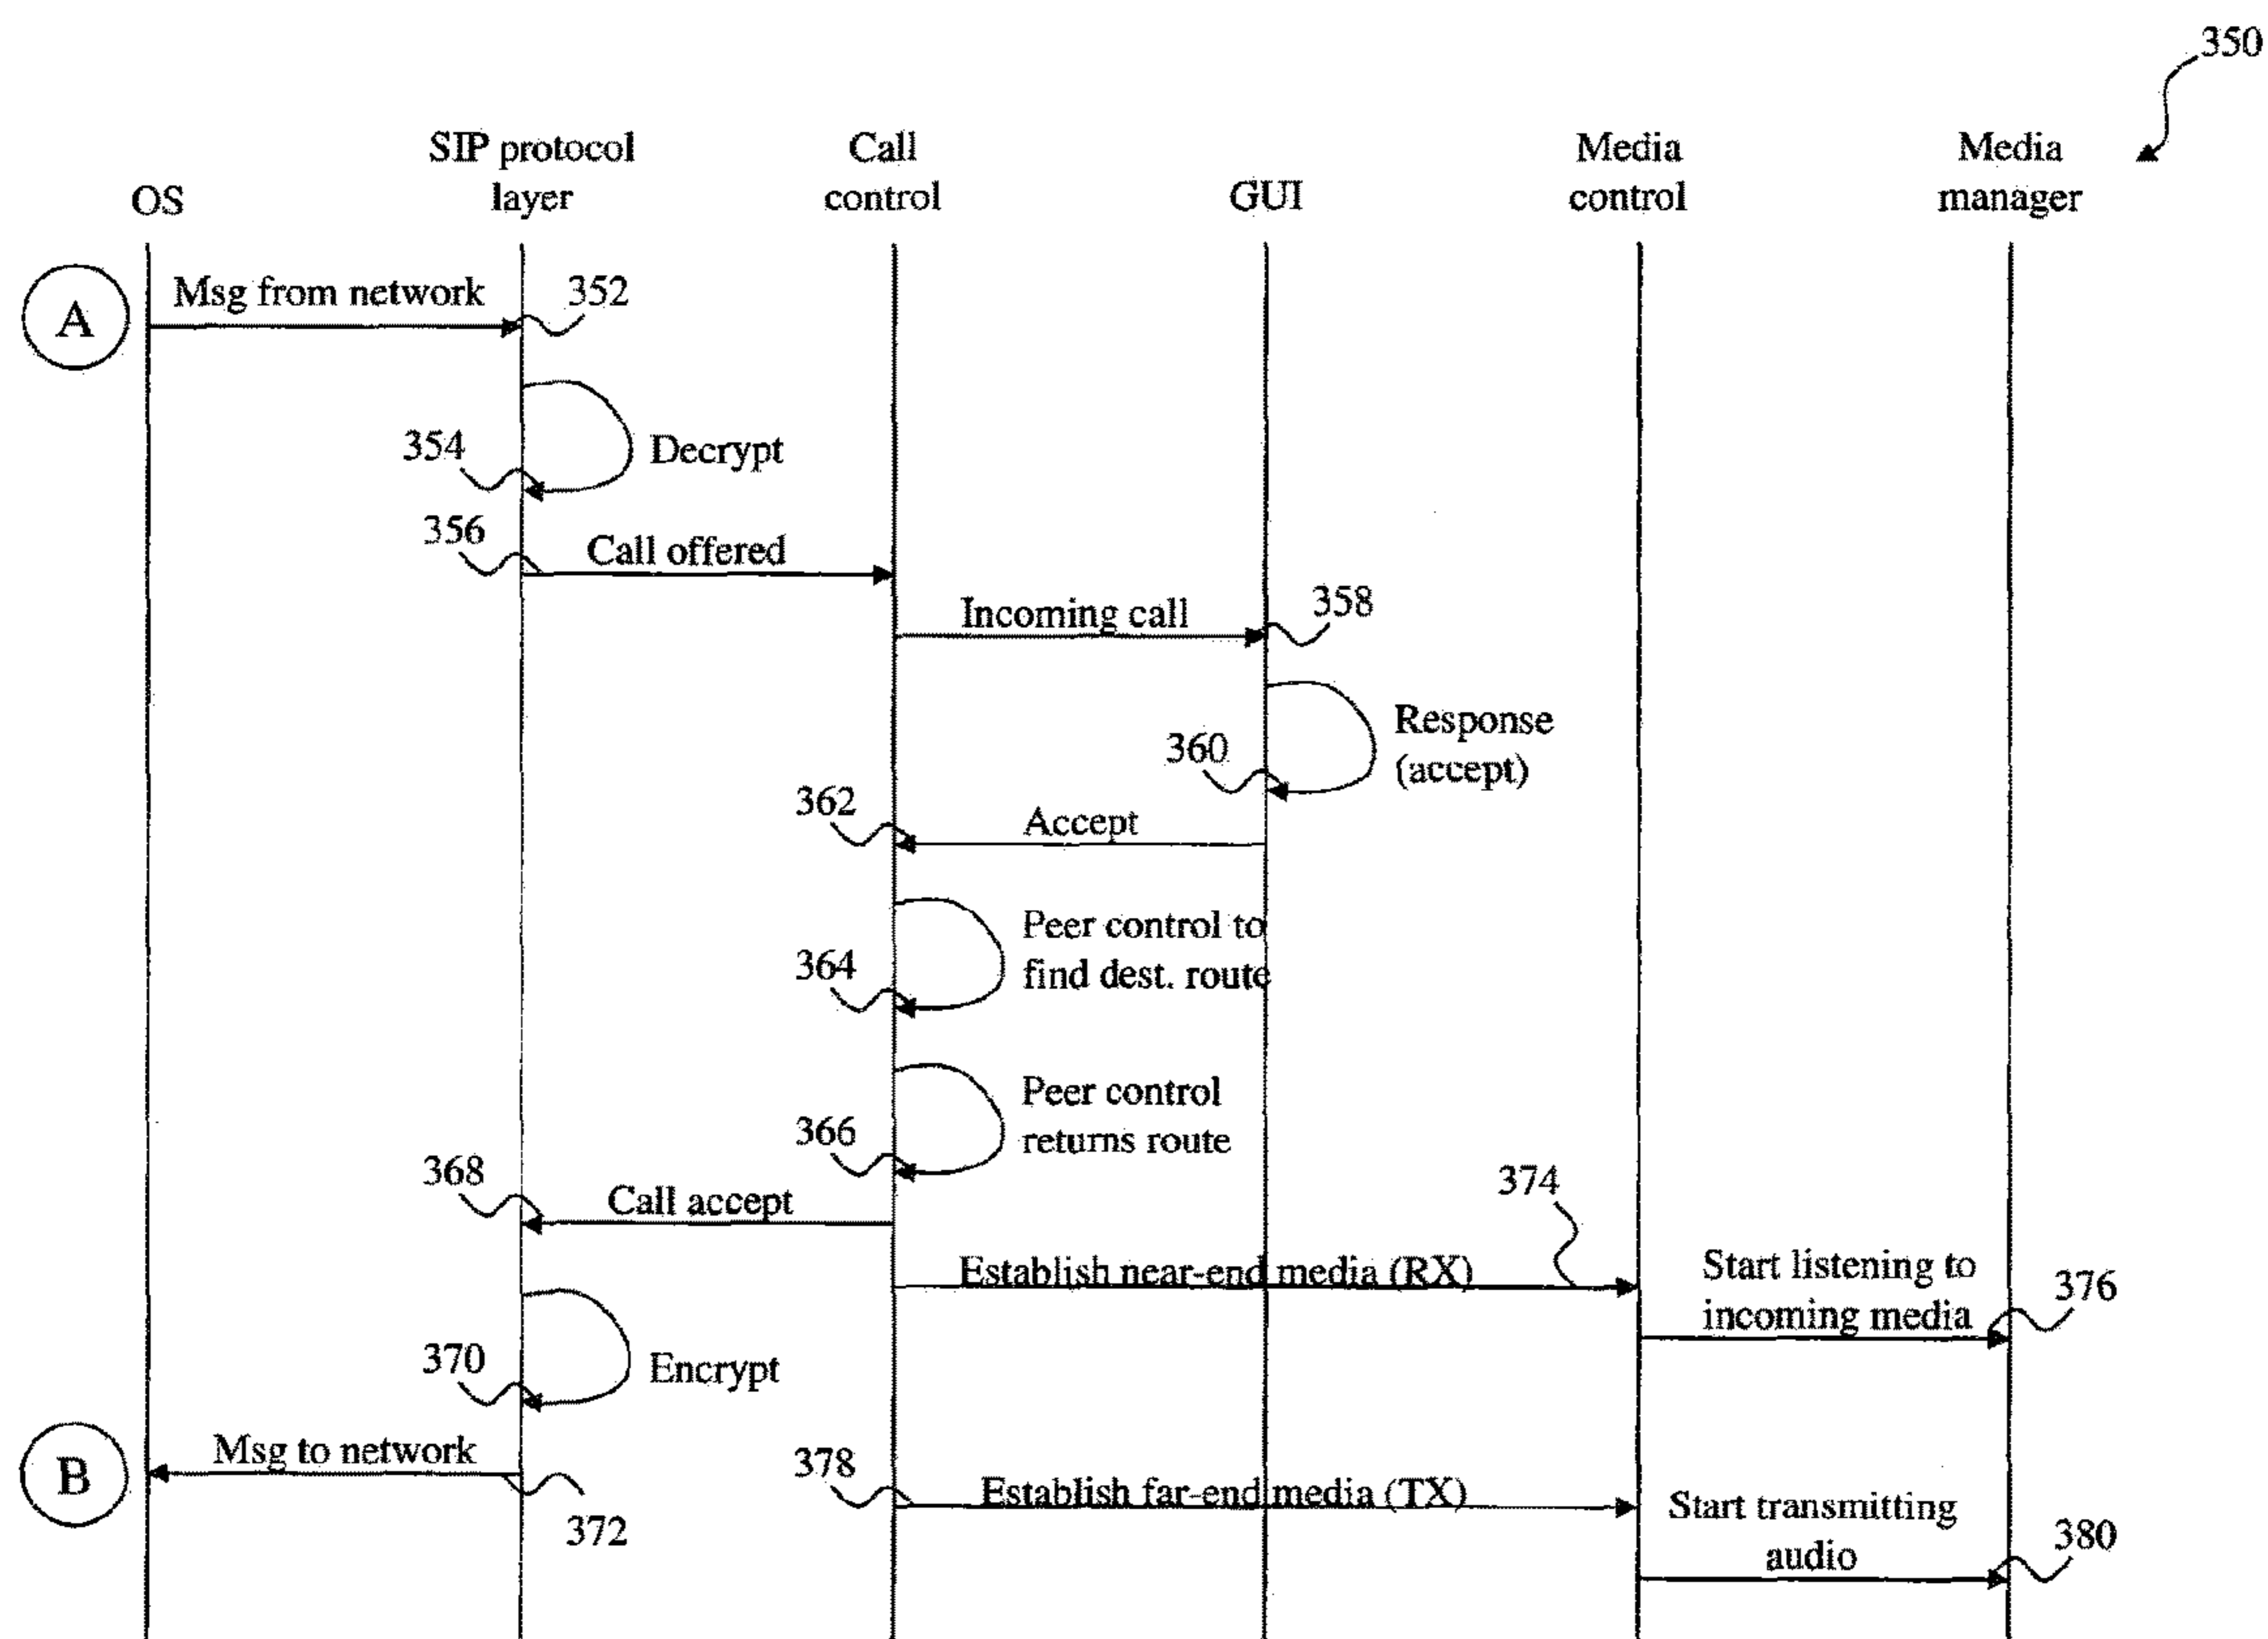 350
SIP protocol
layer
Call
control
Media
control
Media
manager
OS
GUI
A
Msg from network
352
354
Decrypt
356
Call offered
Incoming call
358
360
Response
(accept)
362
Accept
364
Peer control to
find dest. route
366
Peer control
returns route
368
Call accept
374
Establish near-end media (RX)
Start listening to
incoming media
376
370
Encrypt
B
Msg to network
372
378
Establish far-end media (TX)
Start transmitting
audio
380